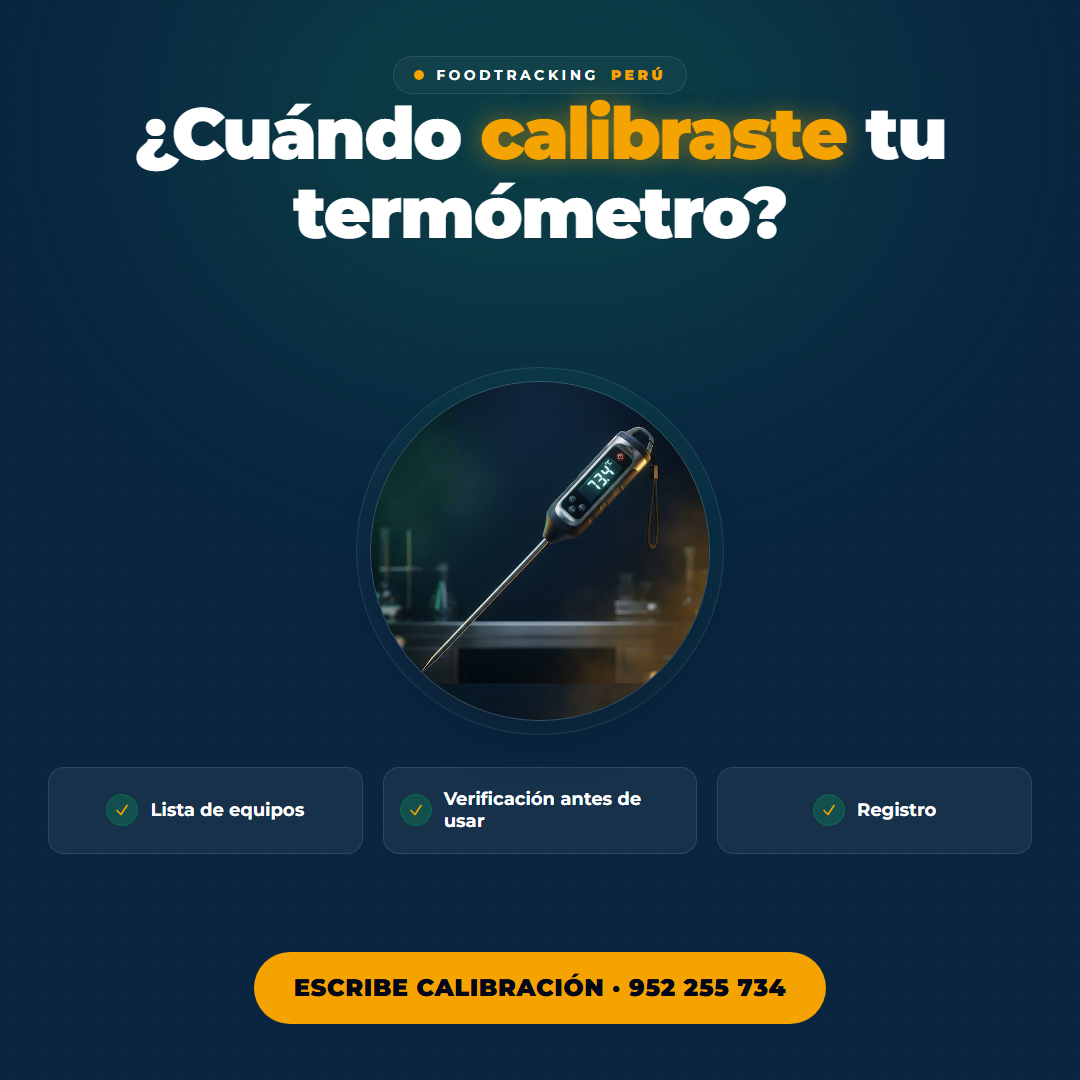 FOODTRACKING PERÚ
¿Cuándo calibraste tu
termómetro?
73.4°C
Lista de equipos
Verificación antes de
usar
Registro
ESCRIBE CALIBRACIÓN • 952 255 734